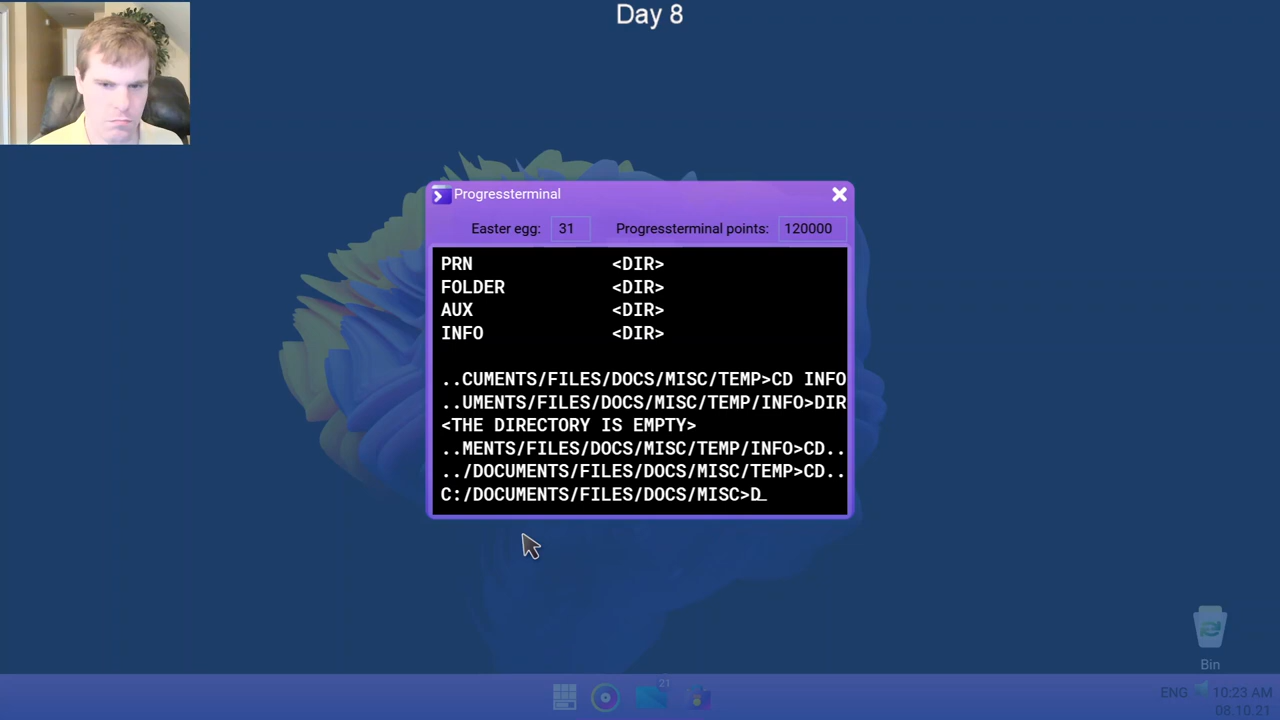 Day 8
Progressterminal
Easter egg: 31 Progressterminal points: 120000
PRN <DIR>
FOLDER <DIR>
AUX <DIR>
INFO <DIR>
..CUMENTS/FILES/DOCS/MISC/TEMP>CD INFO
..UMENTS/FILES/DOCS/MISC/TEMP/INFO>DIR
<THE DIRECTORY IS EMPTY>
..MENTS/FILES/DOCS/MISC/TEMP/INFO>CD..
../DOCUMENTS/FILES/DOCS/MISC/TEMP>CD..
C:/DOCUMENTS/FILES/DOCS/MISC>D_
Bin
21
ENG 10:23 AM
08.10.21